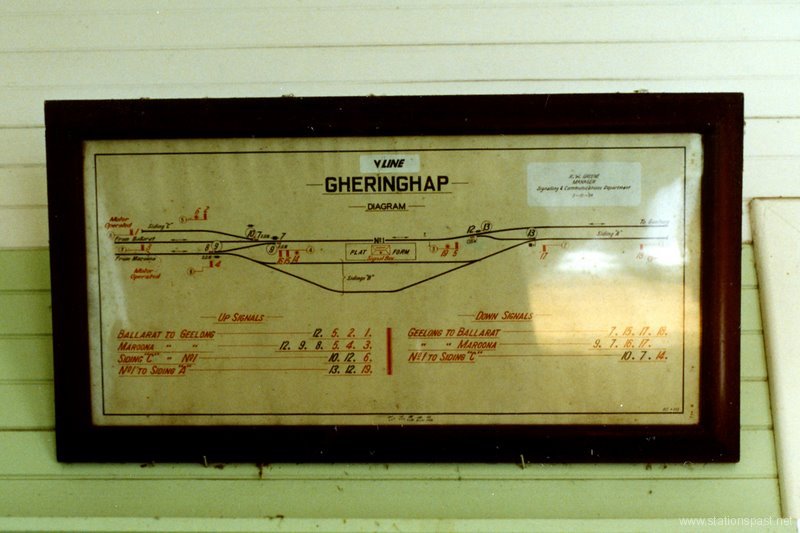 V/LINE
GHERINGHAP
DIAGRAM
R. W. GREENE
MANAGER
Signalling & Communications Department
Motor Operated
Siding "C"
From Ballarat
From Maroona
Motor Operated
No1
PLAT FORM
Signal Box
Siding "B"
To Geelong
Siding "A"
UP SIGNALS
BALLARAT TO GEELONG 12. 5. 2. 1.
MAROONA " " 12. 9. 8. 5. 4. 3.
SIDING "C" " No1 10. 12. 6.
No1 TO SIDING "A" 13. 12. 19.
DOWN SIGNALS
GEELONG TO BALLARAT 7. 15. 17. 18.
" " MAROONA 9. 7. 16. 17.
No1 TO SIDING "C" 10. 7. 14.
www.stationspast.net